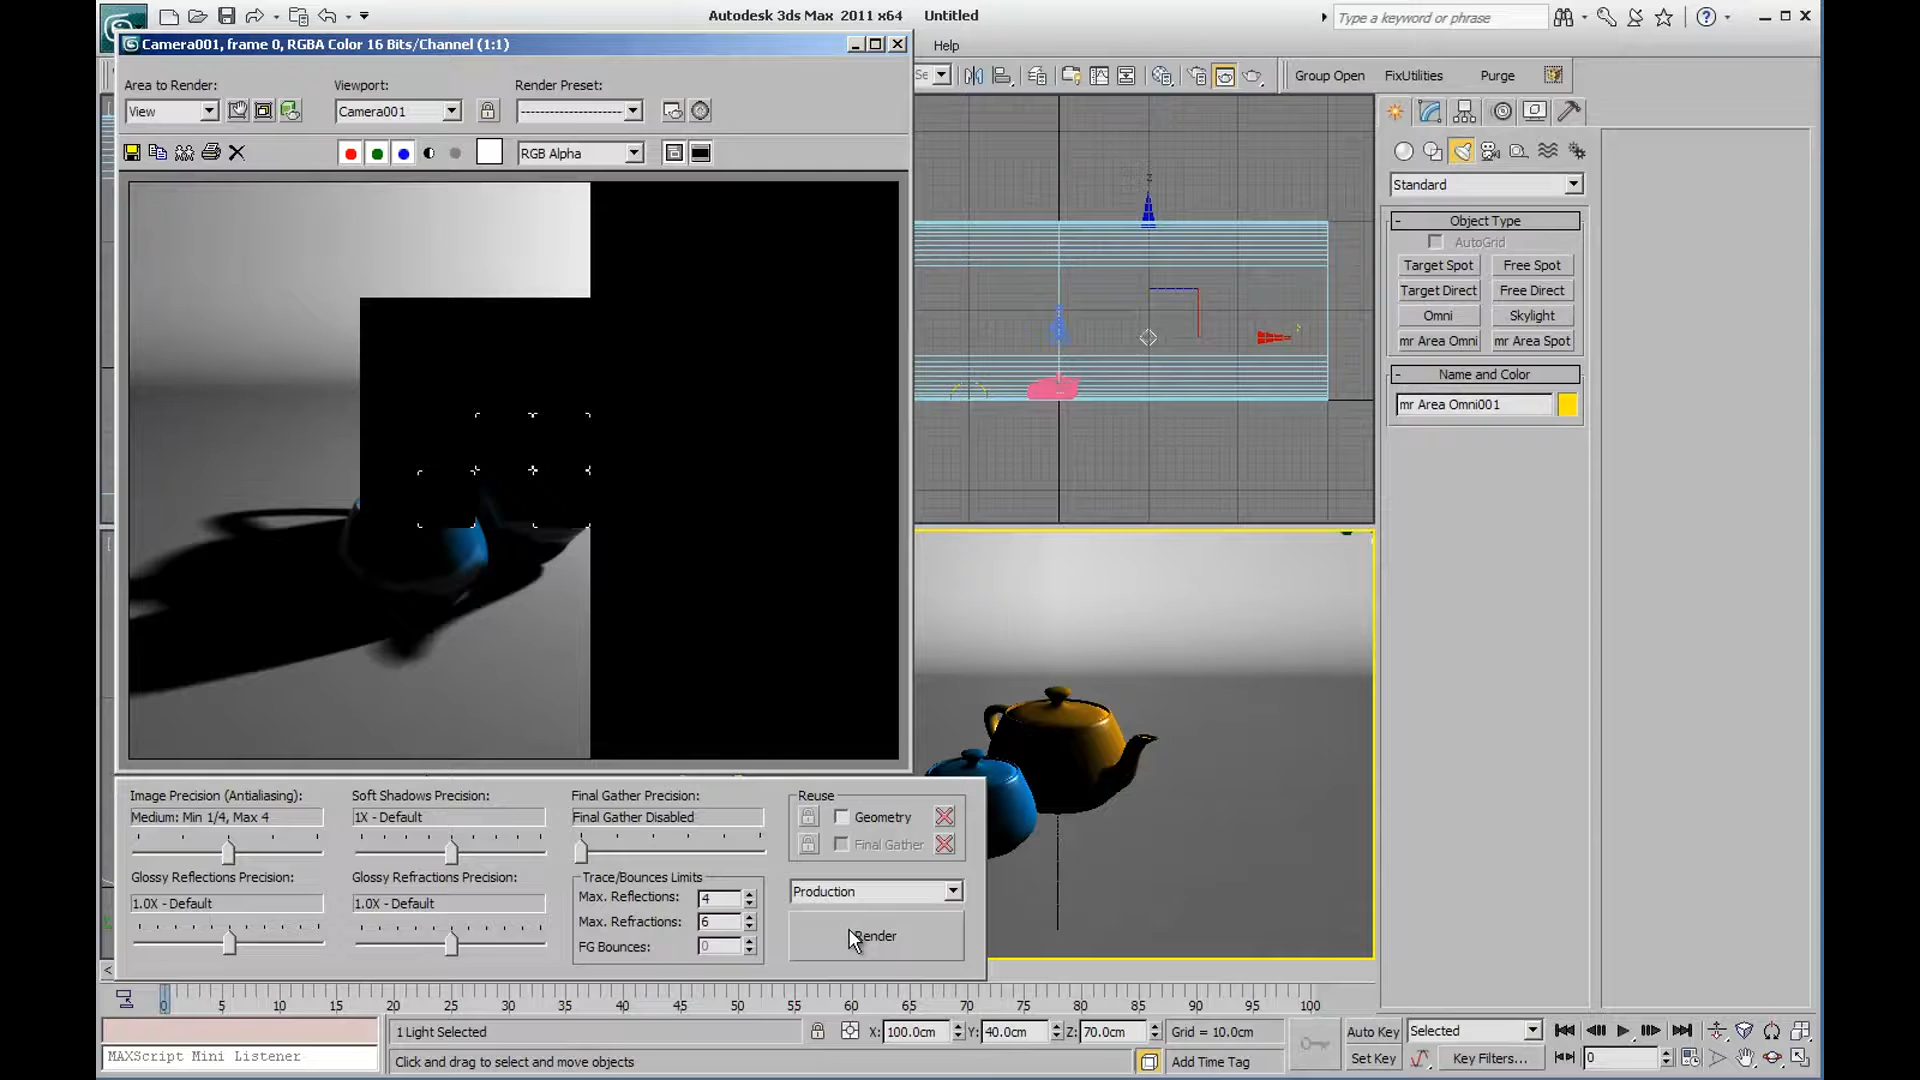 Autodesk 3ds Max 2011 x64 Untitled
Type a keyword or phrase
Camera001, frame 0, RGBA Color 16 Bits/Channel (1:1)
Help
Area to Render: Viewport: Render Preset:
View Camera001
Se Group Open FixUtilities Purge
RGB Alpha
Standard
- Object Type
AutoGrid
Target Spot Free Spot
Target Direct Free Direct
Omni Skylight
mr Area Omni mr Area Spot
- Name and Color
mr Area Omni001
Image Precision (Antialiasing): Soft Shadows Precision: Final Gather Precision: Reuse
Medium: Min 1/4, Max 4 1X - Default Final Gather Disabled Geometry
Final Gather
Glossy Reflections Precision: Glossy Refractions Precision: Trace/Bounces Limits
1.0X - Default 1.0X - Default Max. Reflections: 4 Production
Max. Refractions: 6
FG Bounces: 0 Render
0 5 10 15 20 25 30 35 40 45 50 55 60 65 70 75 80 85 90 95 100
1 Light Selected X: 100.0cm Y: 40.0cm Z: 70.0cm Grid = 10.0cm Auto Key Selected
MAXScript Mini Listener Click and drag to select and move objects Add Time Tag Set Key Key Filters... 0